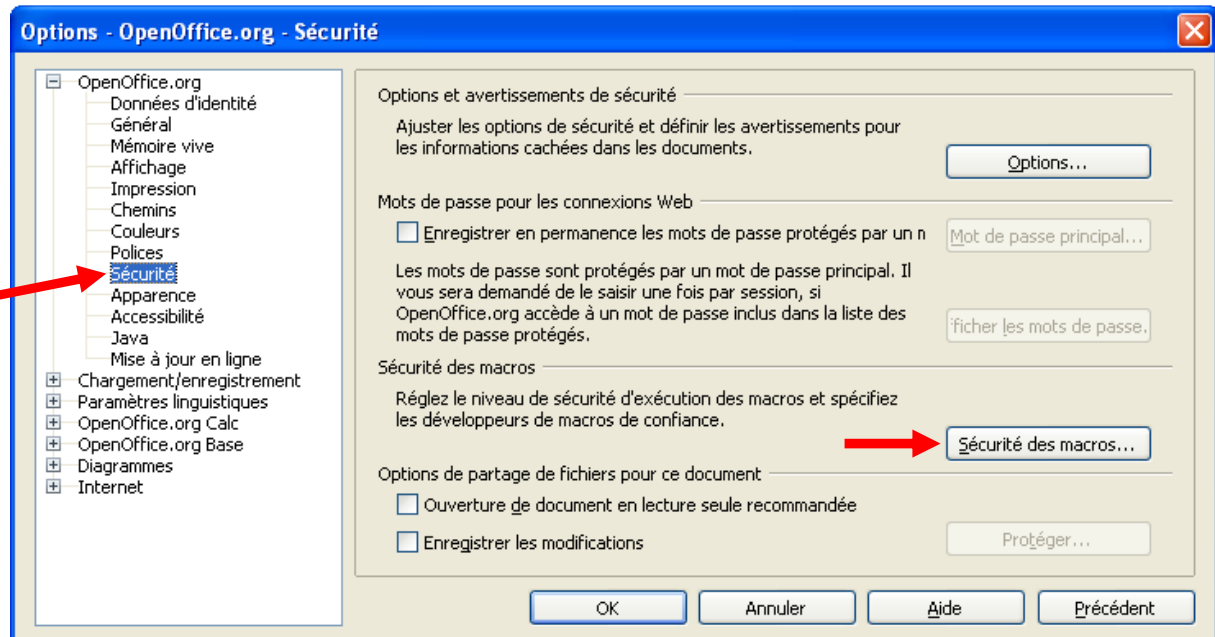 Options - OpenOffice.org - Sécurité
OpenOffice.org
Données d'identité
Général
Mémoire vive
Affichage
Impression
Chemins
Couleurs
Polices
Sécurité
Apparence
Accessibilité
Java
Mise à jour en ligne
Chargement/enregistrement
Paramètres linguistiques
OpenOffice.org Calc
OpenOffice.org Base
Diagrammes
Internet
Options et avertissements de sécurité
Ajuster les options de sécurité et définir les avertissements pour
les informations cachées dans les documents.
Options...
Mots de passe pour les connexions Web
Enregistrer en permanence les mots de passe protégés par un n
Mot de passe principal...
Les mots de passe sont protégés par un mot de passe principal. Il
vous sera demandé de le saisir une fois par session, si
OpenOffice.org accède à un mot de passe inclus dans la liste des
mots de passe protégés.
ficher les mots de passe.
Sécurité des macros
Réglez le niveau de sécurité d'exécution des macros et spécifiez
les développeurs de macros de confiance.
Sécurité des macros...
Options de partage de fichiers pour ce document
Ouverture de document en lecture seule recommandée
Enregistrer les modifications
Protéger...
OK
Annuler
Aide
Précédent